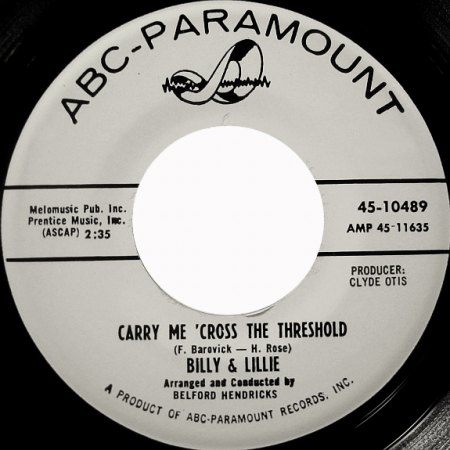 ABC-PARAMOUNT
Melomusic Pub. Inc.
Prentice Music, Inc.
(ASCAP) 2:35
45-10489
AMP 45-11635
PRODUCER:
CLYDE OTIS
CARRY ME 'CROSS THE THRESHOLD
(F. Barovick — H. Rose)
BILLY & LILLIE
Arranged and Conducted by
BELFORD HENDRICKS
A PRODUCT OF ABC-PARAMOUNT RECORDS, INC.